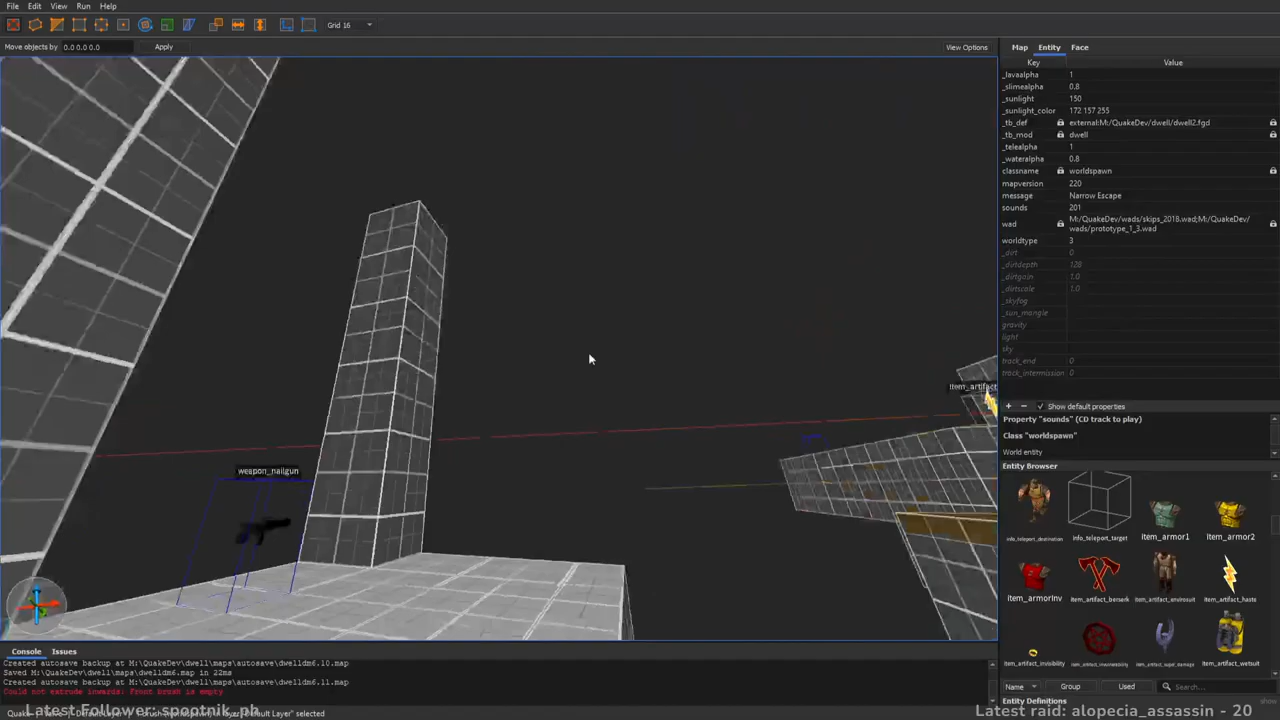 File Edit View Run Help
Grid 16
Move objects by 0.0 0.0 0.0 Apply View Options
Map Entity Face
Key Value
_lavaalpha 1
_slimealpha 0.8
_sunlight 150
_sunlight_color 172 157 255
_tb_def external:M:/QuakeDev/dwell/dwell2.fgd
_tb_mod dwell
_telealpha 1
_wateralpha 0.8
classname worldspawn
mapversion 220
message Narrow Escape
sounds 201
wad M:/QuakeDev/wads/skips_2018.wad;M:/QuakeDev/
wads/prototype_1_3.wad
worldtype 3
_dirt 0
_dirtdepth 128
_dirtgain 1.0
_dirtscale 1.0
_skyfog
_sun_mangle
gravity
light
sky
track_end 0
track_intermission 0
Show default properties
Property "sounds" (CD track to play)
Class "worldspawn"
World entity
Entity Browser
info_teleport_destination info_teleport_target item_armor1 item_armor2
item_armorInv item_artifact_berserk item_artifact_envirosuit item_artifact_haste
item_artifact_invisibility item_artifact_invulnerability item_artifact_super_damage item_artifact_wetsuit
Name Group Used Search...
Entity Definitions
item_artifact
weapon_nailgun
Console Issues
Created autosave backup at M:\QuakeDev\dwell\maps\autosave\dwelldm6.10.map
Saved M:\QuakeDev\dwell\maps\dwelldm6.map in 22ms
Created autosave backup at M:\QuakeDev\dwell\maps\autosave\dwelldm6.11.map
Could not extrude inwards: Front brush is empty
Latest Follower: spootnik_ph
Latest raid: alopecia_assassin - 20